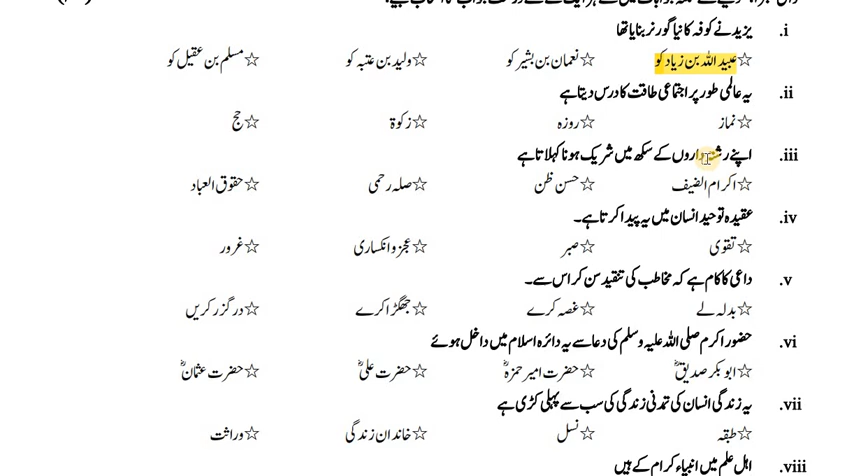 i. یزید نے کوفہ کا نیا گورنر بنایا تھا
☆عبید اللہ بن زیاد کو ☆نعمان بن بشیر کو ☆ولید بن عتبہ کو ☆مسلم بن عقیل کو
ii. یہ عالمی طور پر اجتماعی طاقت کا درس دیتا ہے
☆نماز ☆روزہ ☆زکوٰۃ ☆حج
iii. اپنے رشتہ داروں کے سکھ میں شریک ہونا کہلاتا ہے
☆اکرام الضیف ☆حسن ظن ☆صلہ رحمی ☆حقوق العباد
iv. عقیدہ توحید انسان میں یہ پیدا کرتا ہے۔
☆تقوی ☆صبر ☆عجز و انکساری ☆غرور
v. داعی کا کام ہے کہ مخاطب کی تنقید سن کر اس سے۔
☆بدلہ لے ☆غصہ کرے ☆جھگڑا کرے ☆درگزر کریں
vi. حضور اکرم صلی اللہ علیہ وسلم کی دعا سے یہ دائرہ اسلام میں داخل ہوئے
☆ابو بکر صدیقؓ ☆حضرت امیر حمزہؓ ☆حضرت علیؓ ☆حضرت عثمانؓ
vii. یہ زندگی انسان کی تمدنی زندگی کی سب سے پہلی کڑی ہے
☆طبقہ ☆نسل ☆خاندان زندگی ☆وراثت
viii. اہل علم میں انبیاء کرام کے ہیں